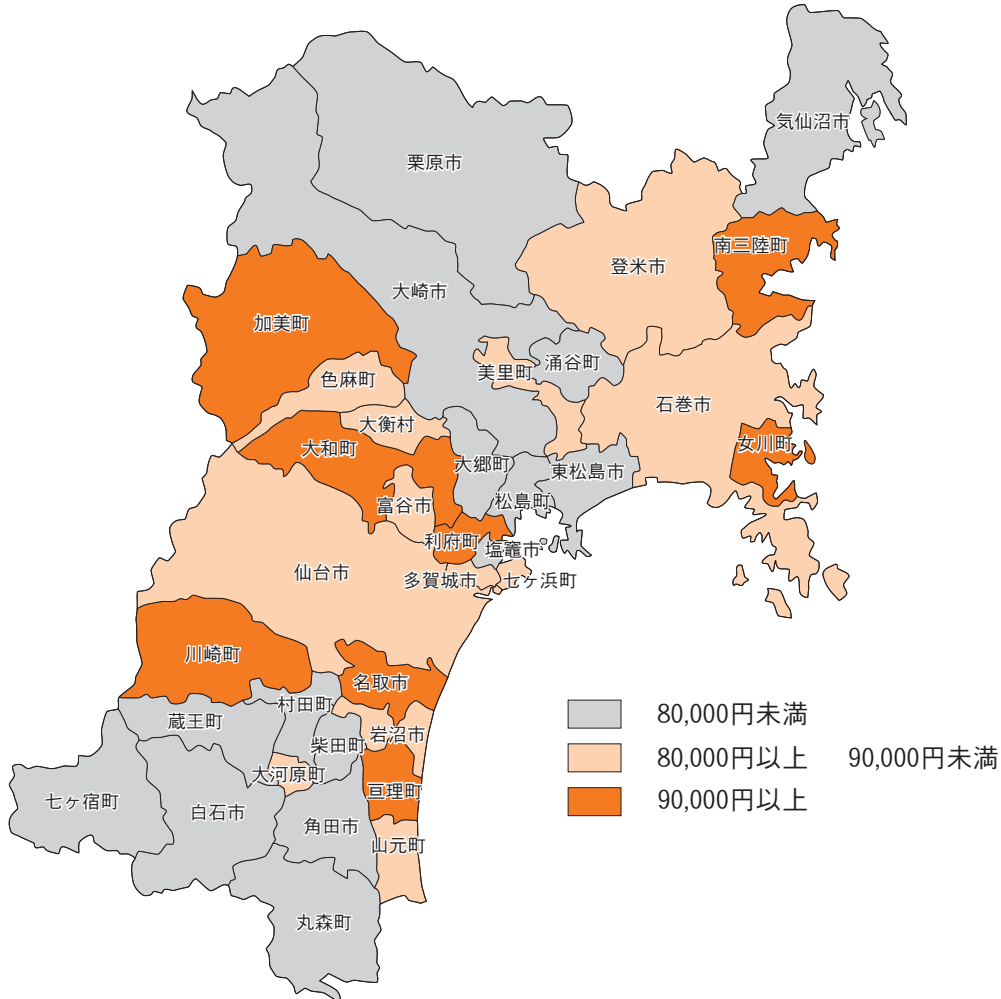 気仙沼市
栗原市
南三陸町
登米市
大崎市
加美町
涌谷町
美里町
色麻町
石巻市
大衡村
女川町
大和町
大郷町
東松島市
松島町
富谷市
利府町
塩竈市
仙台市
多賀城市
七ヶ浜町
川崎町
名取市
村田町
蔵王町
岩沼市
柴田町
大河原町
亘理町
七ヶ宿町
白石市
角田市
山元町
丸森町
80,000円未満
80,000円以上 90,000円未満
90,000円以上